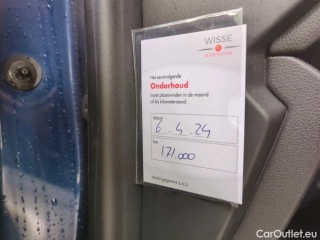 WISSE
automotive
Het eerstvolgende
Onderhoud
moet plaatsvinden in de maand
of bij kilometerstand:
datum
6 . 4 . 24
km
171.000
CarOutlet.eu